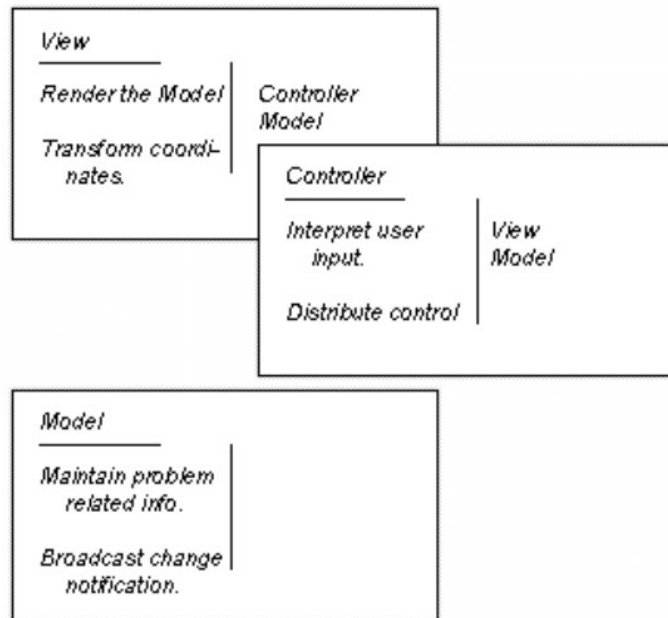 View
Render the Model
Transform coordi-
nates.
Controller
Model
Controller
Interpret user
input.
Distribute control
View
Model
Model
Maintain problem
related info.
Broadcast change
notification.